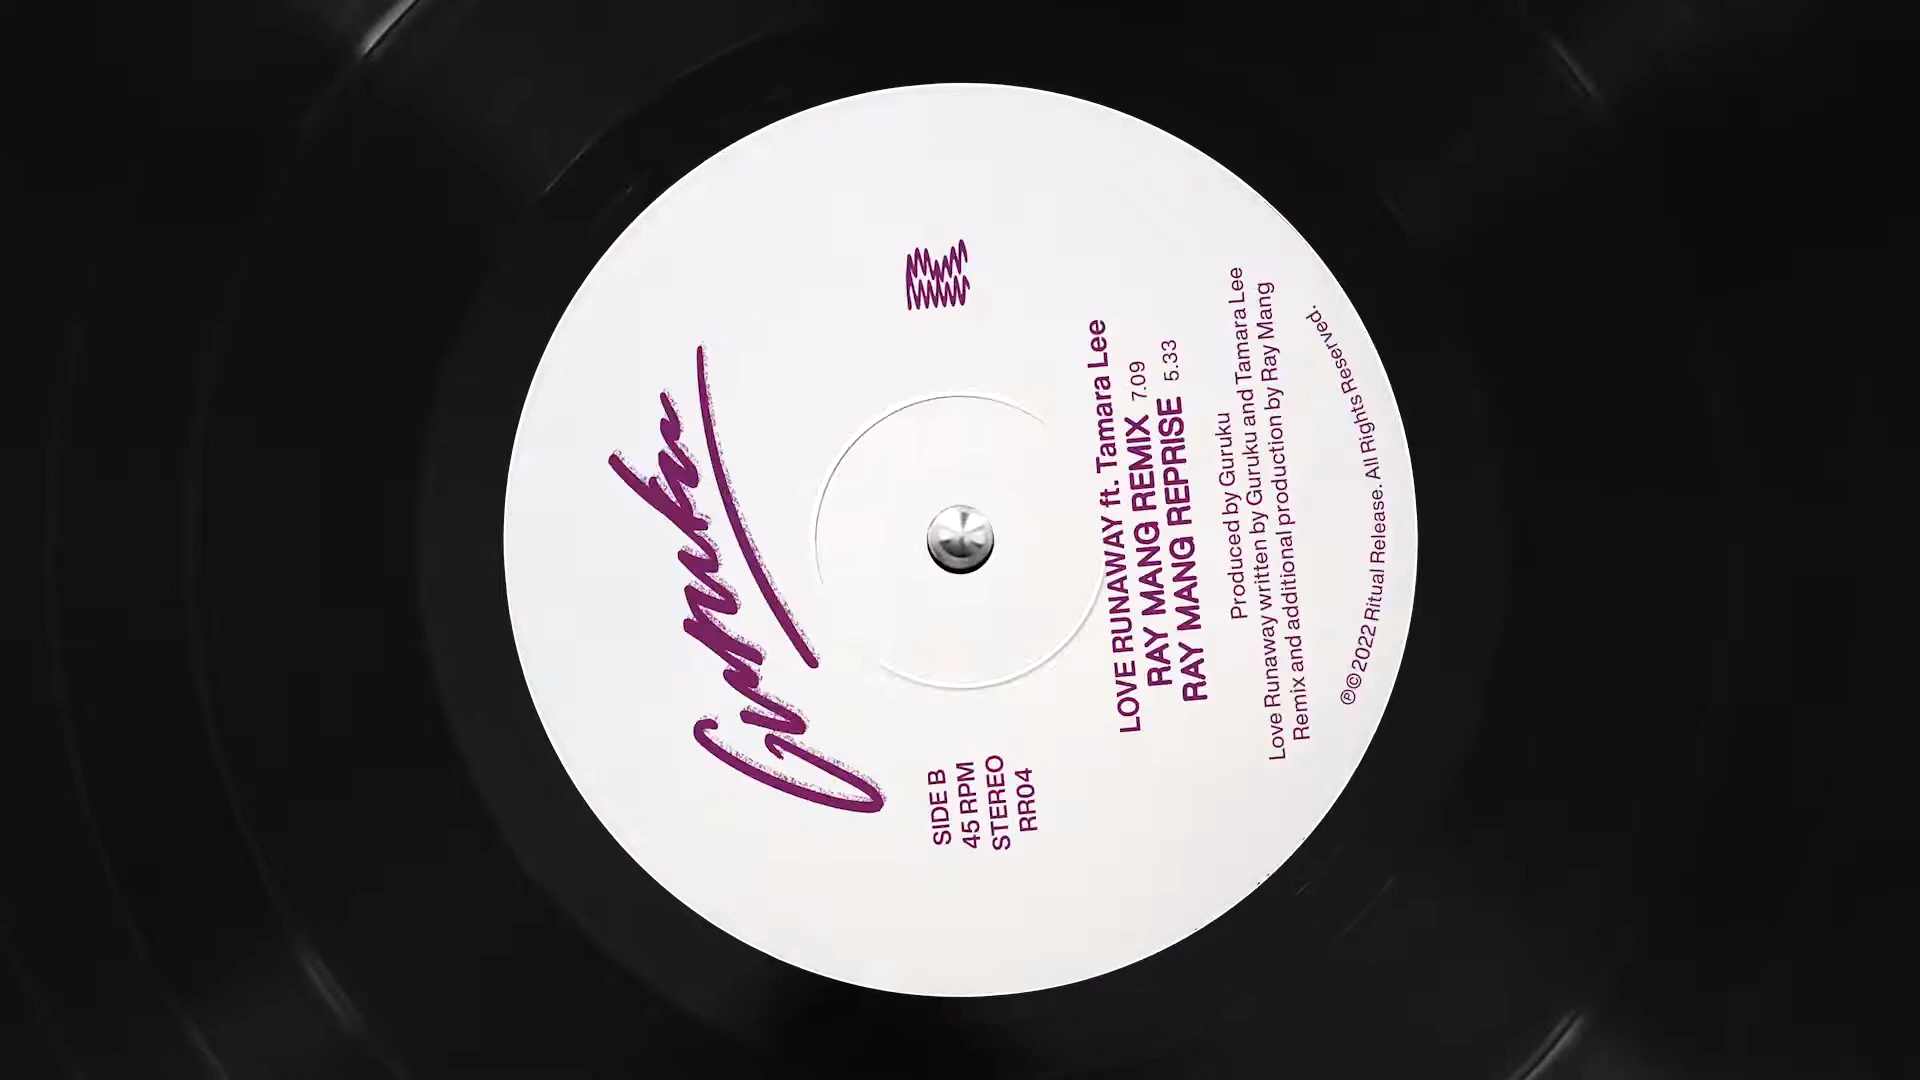 Guruku
SIDE B
45 RPM
STEREO
RR04
LOVE RUNAWAY ft. Tamara Lee
RAY MANG REMIX 7.09
RAY MANG REPRISE 5.33
Produced by Guruku
Love Runaway written by Guruku and Tamara Lee
Remix and additional production by Ray Mang
℗©2022 Ritual Release. All Rights Reserved.